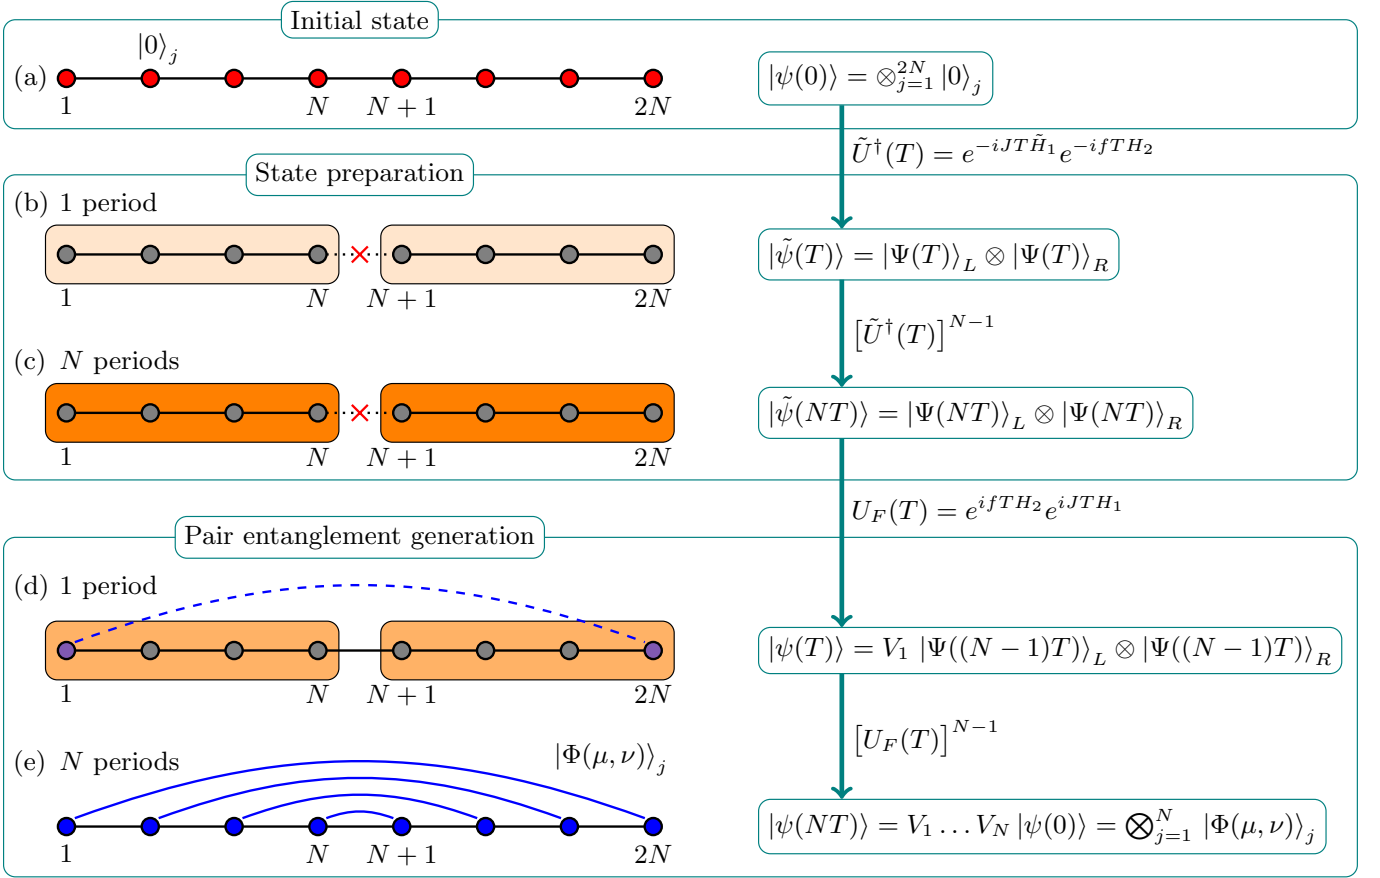 Initial state
|0⟩_j
(a)
1 N N + 1 2N
|ψ(0)⟩ = ⊗_{j=1}^{2N} |0⟩_j
Ũ†(T) = e^{-iJTH̃_1} e^{-ifTH_2}
State preparation
(b) 1 period
1 N N + 1 2N
|ψ̃(T)⟩ = |Ψ(T)⟩_L ⊗ |Ψ(T)⟩_R
[Ũ†(T)]^{N-1}
(c) N periods
1 N N + 1 2N
|ψ̃(NT)⟩ = |Ψ(NT)⟩_L ⊗ |Ψ(NT)⟩_R
U_F(T) = e^{ifTH_2} e^{iJTH_1}
Pair entanglement generation
(d) 1 period
1 N N + 1 2N
|ψ(T)⟩ = V_1 |Ψ((N − 1)T)⟩_L ⊗ |Ψ((N − 1)T)⟩_R
[U_F(T)]^{N-1}
(e) N periods
|Φ(μ, ν)⟩_j
1 N N + 1 2N
|ψ(NT)⟩ = V_1 … V_N |ψ(0)⟩ = ⨂_{j=1}^{N} |Φ(μ, ν)⟩_j